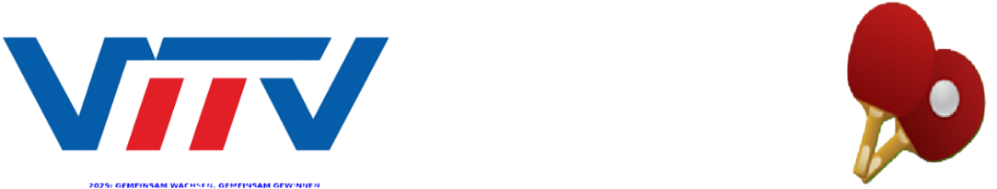 VTTV
2025: GEMEINSAM WACHSEN, GEMEINSAM GEWINNEN